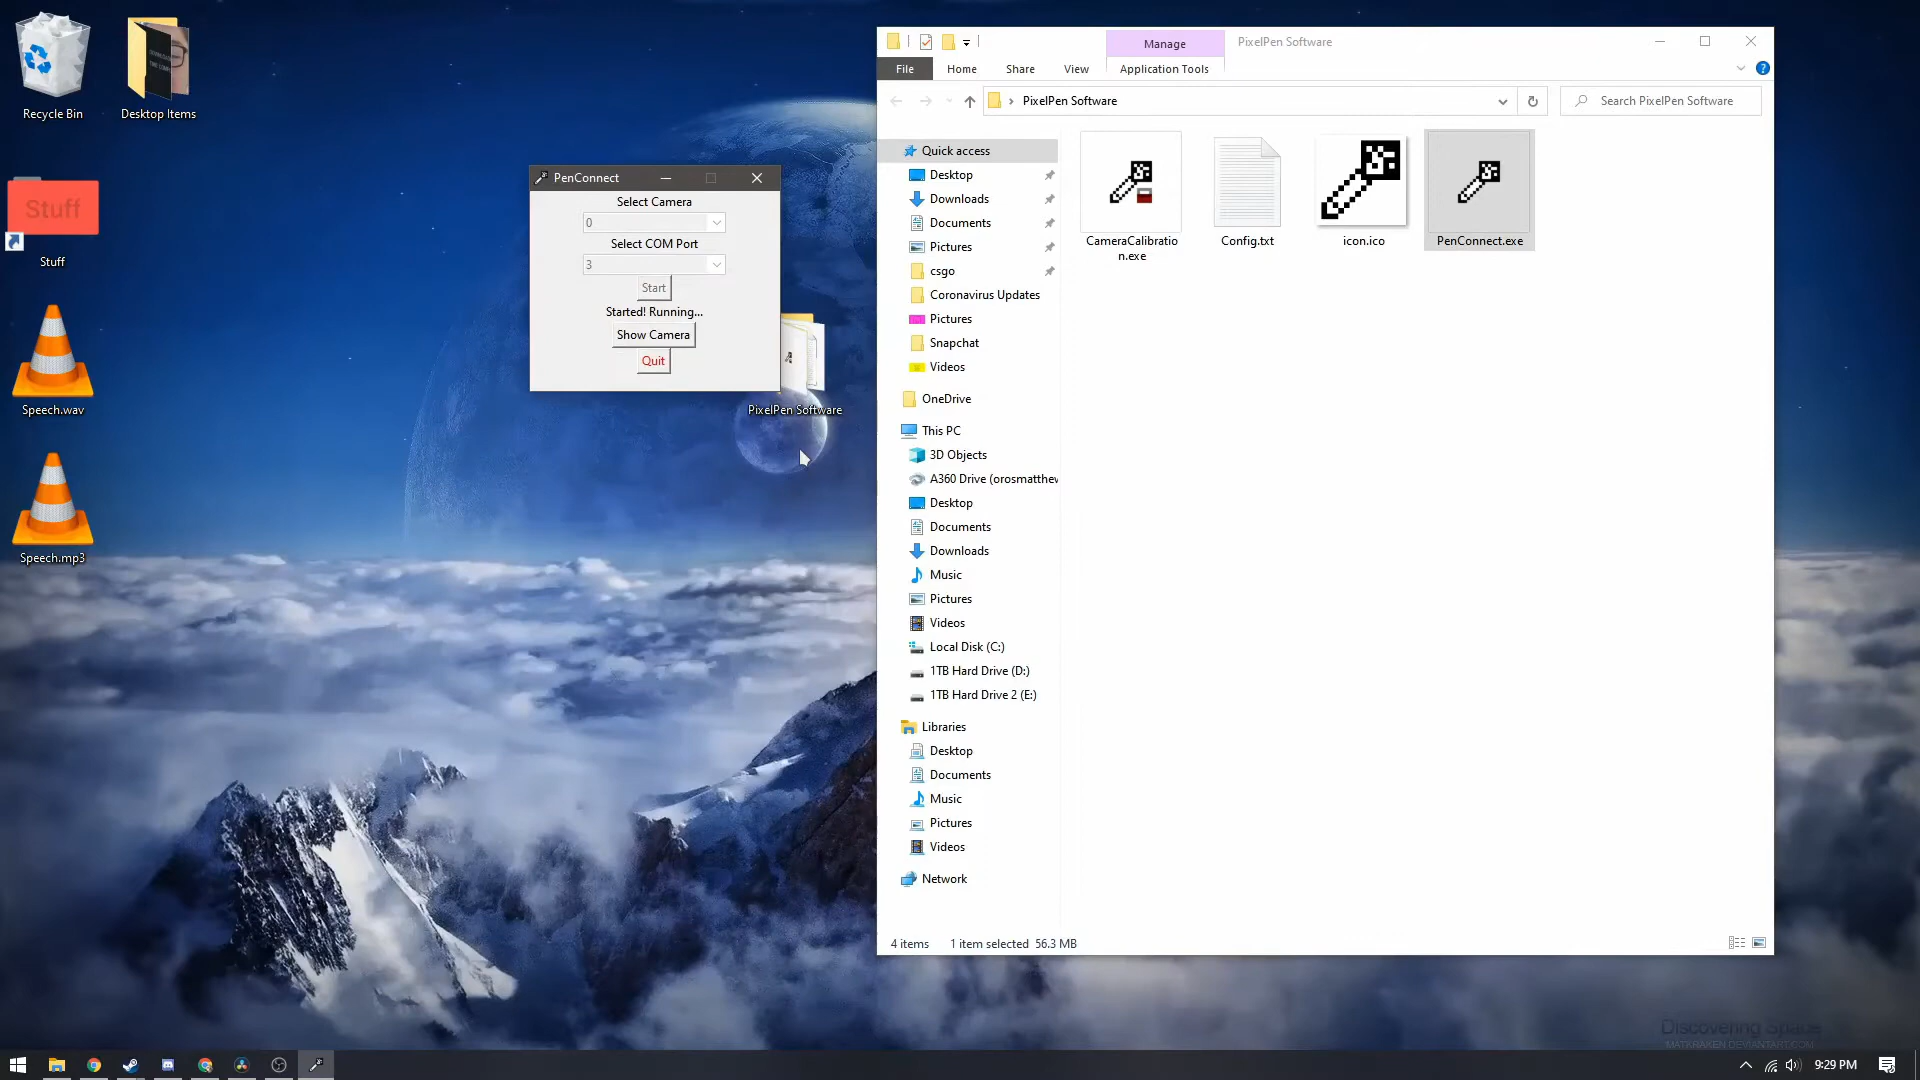 Recycle Bin
Desktop Items
Stuff
Stuff
Speech.wav
Speech.mp3
PenConnect
Select Camera
0
Select COM Port
3
Start
Started! Running...
Show Camera
Quit
PixelPen Software
Manage
PixelPen Software
File
Home
Share
View
Application Tools
PixelPen Software
Search PixelPen Software
Quick access
Desktop
Downloads
Documents
Pictures
csgo
Coronavirus Updates
Pictures
Snapchat
Videos
OneDrive
This PC
3D Objects
A360 Drive (orosmatthew
Desktop
Documents
Downloads
Music
Pictures
Videos
Local Disk (C:)
1TB Hard Drive (D:)
1TB Hard Drive 2 (E:)
Libraries
Desktop
Documents
Music
Pictures
Videos
Network
CameraCalibratio
n.exe
Config.txt
icon.ico
PenConnect.exe
4 items
1 item selected 56.3 MB
Discovering Space
MATKRAKEN.DEVIANTART.COM
9:29 PM